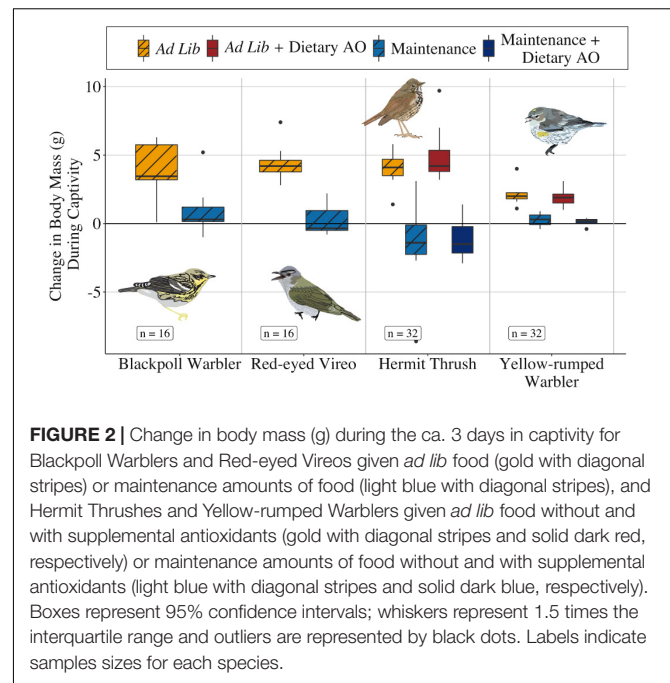 Ad Lib Ad Lib + Dietary AO Maintenance Maintenance +
Dietary AO
Change in Body Mass (g)
During Captivity
10
5
0
-5
n = 16
n = 16
n = 32
n = 32
Blackpoll Warbler Red-eyed Vireo Hermit Thrush Yellow-rumped
Warbler
FIGURE 2 | Change in body mass (g) during the ca. 3 days in captivity for
Blackpoll Warblers and Red-eyed Vireos given ad lib food (gold with diagonal
stripes) or maintenance amounts of food (light blue with diagonal stripes), and
Hermit Thrushes and Yellow-rumped Warblers given ad lib food without and
with supplemental antioxidants (gold with diagonal stripes and solid dark red,
respectively) or maintenance amounts of food without and with supplemental
antioxidants (light blue with diagonal stripes and solid dark blue, respectively).
Boxes represent 95% confidence intervals; whiskers represent 1.5 times the
interquartile range and outliers are represented by black dots. Labels indicate
samples sizes for each species.